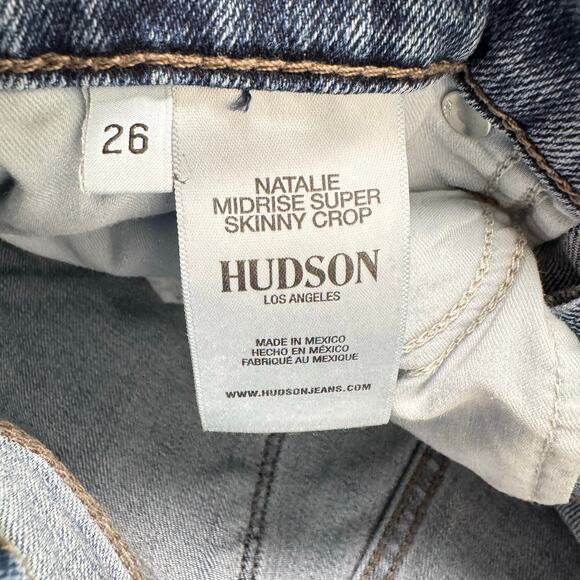 26
NATALIE
MIDRISE SUPER
SKINNY CROP
HUDSON
LOS ANGELES
MADE IN MEXICO
HECHO EN MÉXICO
FABRIQUÉ AU MEXIQUE
WWW.HUDSONJEANS.COM